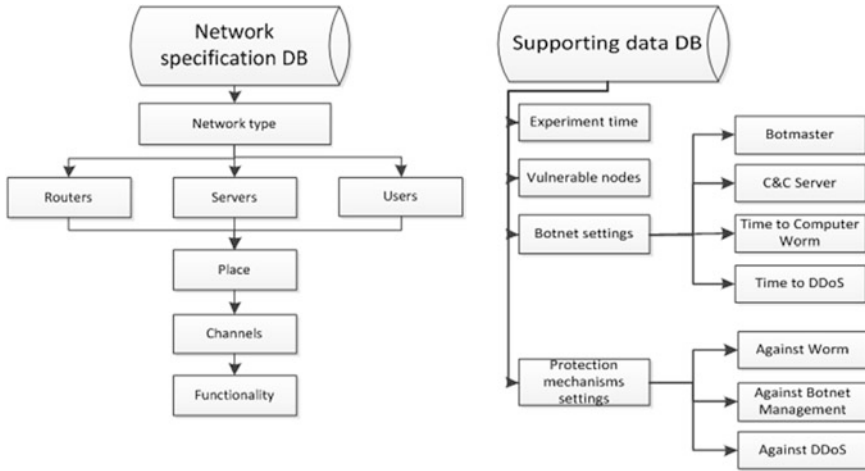 Network
specification DB
Network type
Routers
Servers
Users
Place
Channels
Functionality
Supporting data DB
Experiment time
Vulnerable nodes
Botnet settings
Botmaster
C&C Server
Time to Computer
Worm
Time to DDoS
Protection
mechanisms
settings
Against Worm
Against Botnet
Management
Against DDoS